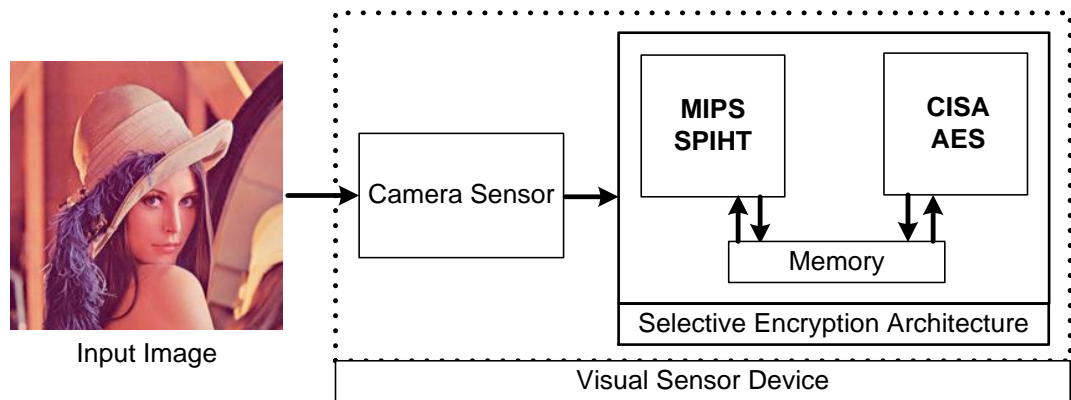 MIPS
SPIHT
CISA
AES
Camera Sensor
Memory
Selective Encryption Architecture
Input Image
Visual Sensor Device